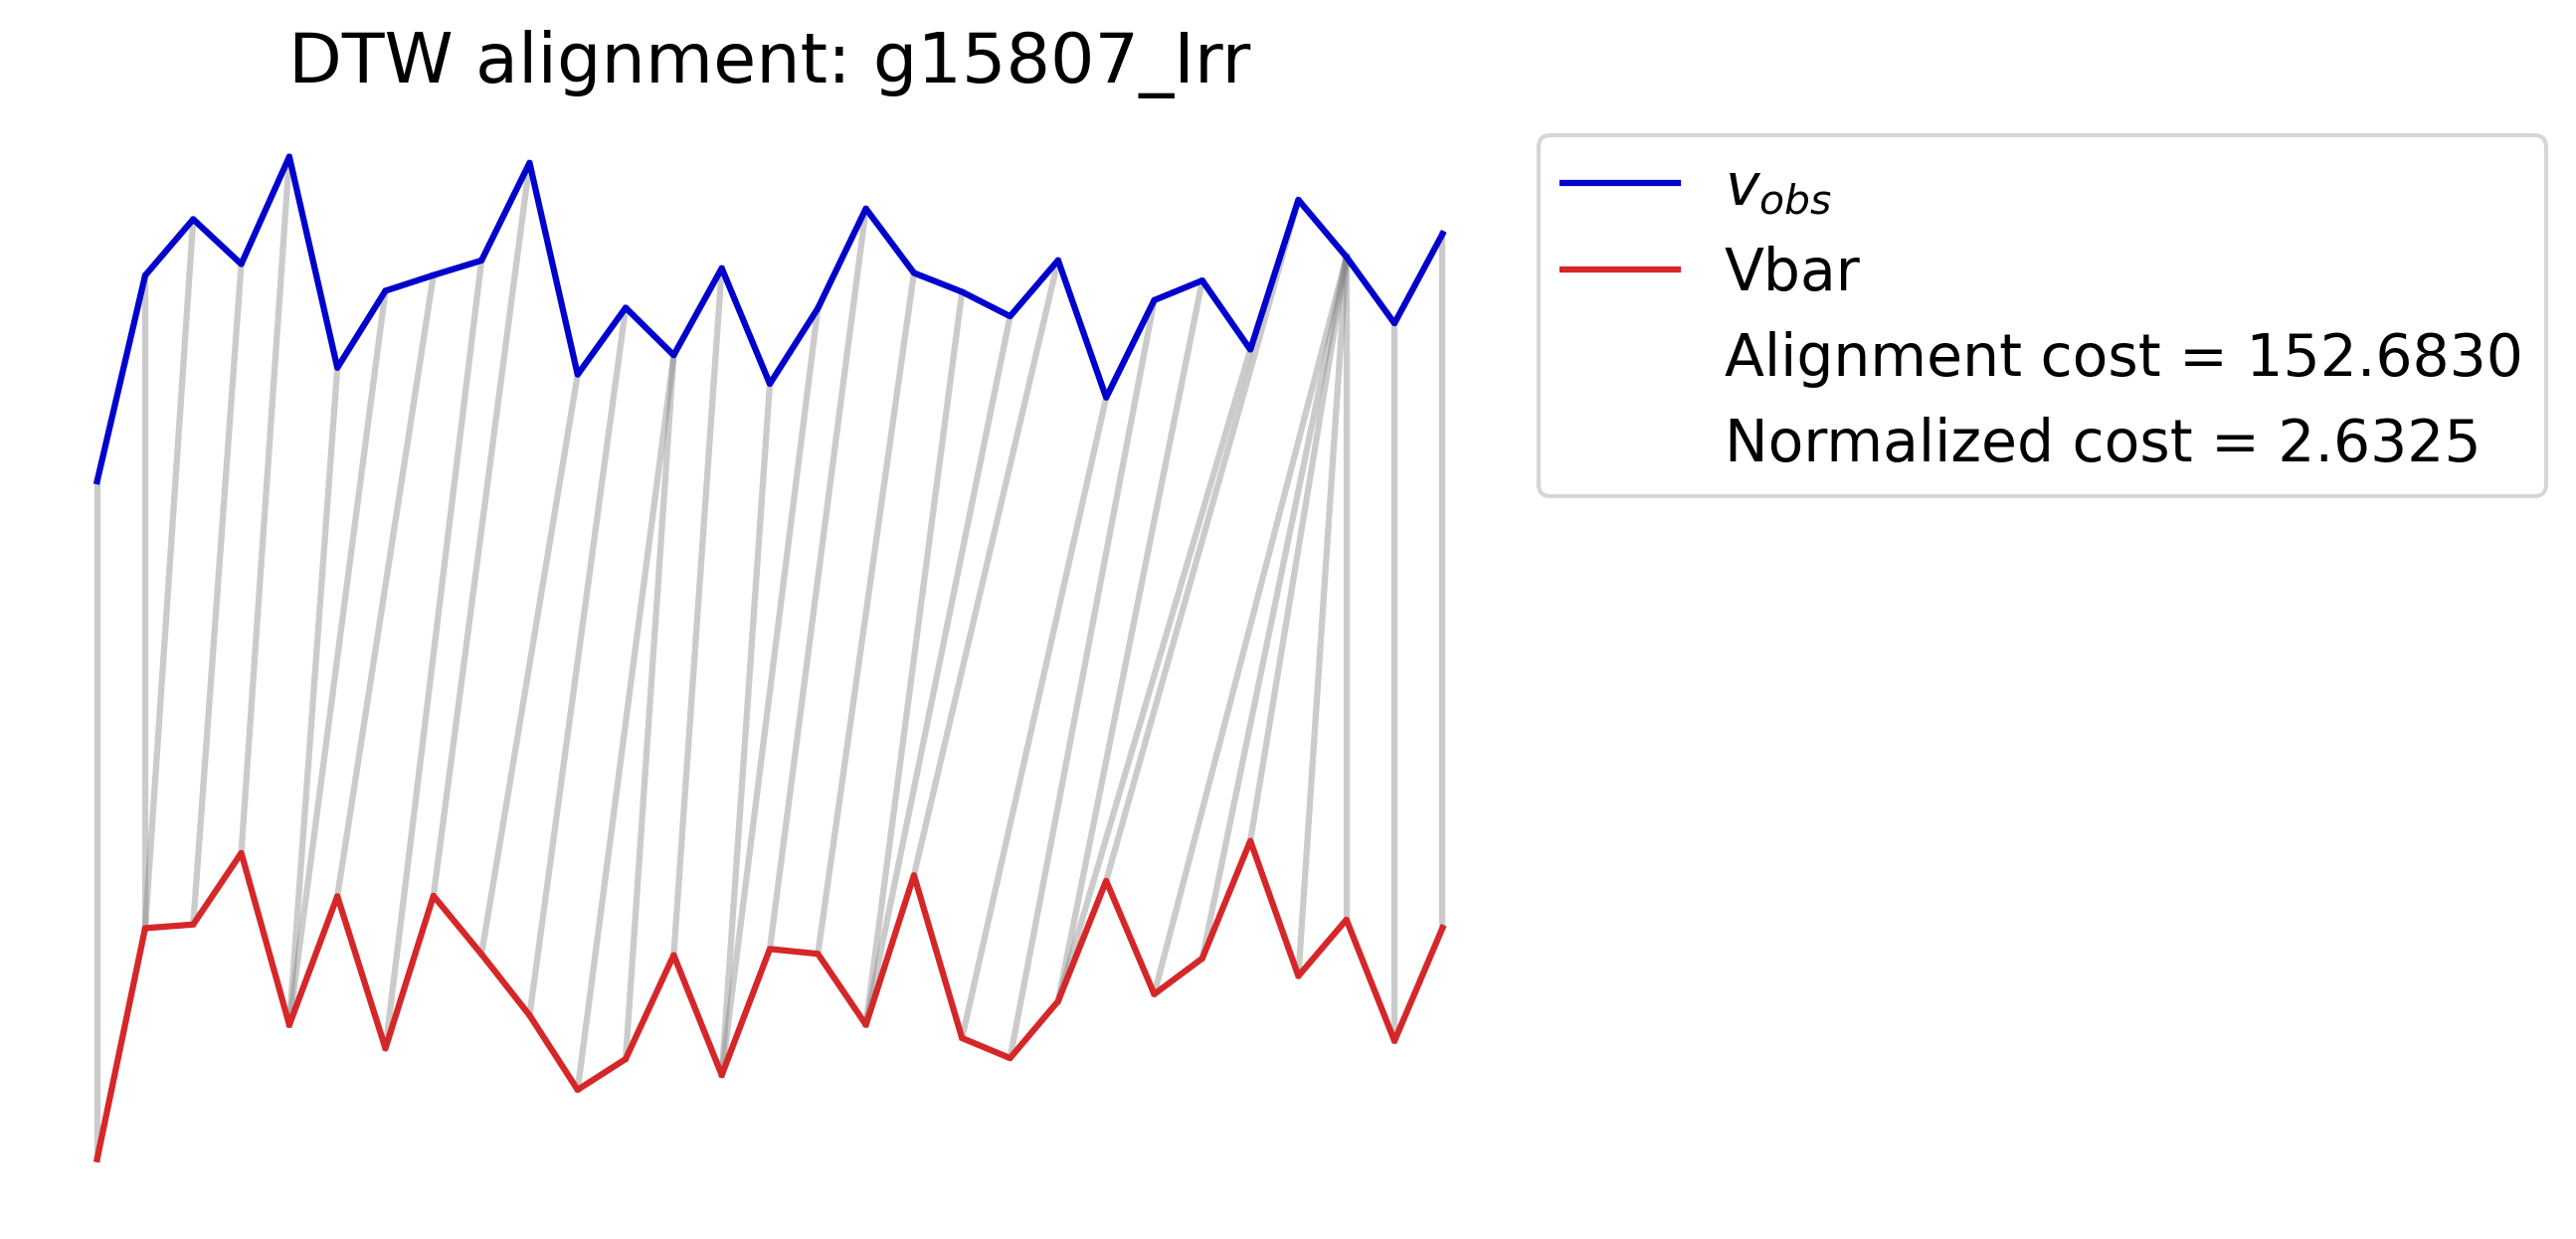 DTW alignment: g15807_Irr
v_obs
Vbar
Alignment cost = 152.6830
Normalized cost = 2.6325